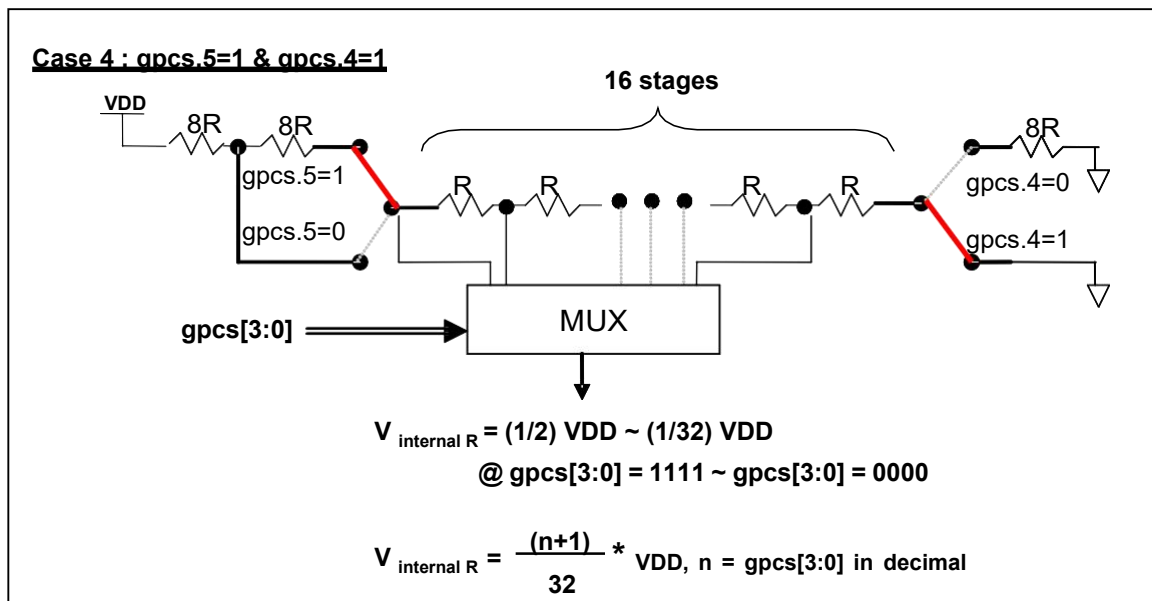 Case 4 : gpcs.5=1 & gpcs.4=1
16 stages
VDD
8R
8R
8R
gpcs.5=1
R
R
R
R
gpcs.4=0
gpcs.5=0
gpcs.4=1
gpcs[3:0]
MUX
V internal R = (1/2) VDD ~ (1/32) VDD
@ gpcs[3:0] = 1111 ~ gpcs[3:0] = 0000
V internal R = (n+1) / 32 * VDD, n = gpcs[3:0] in decimal